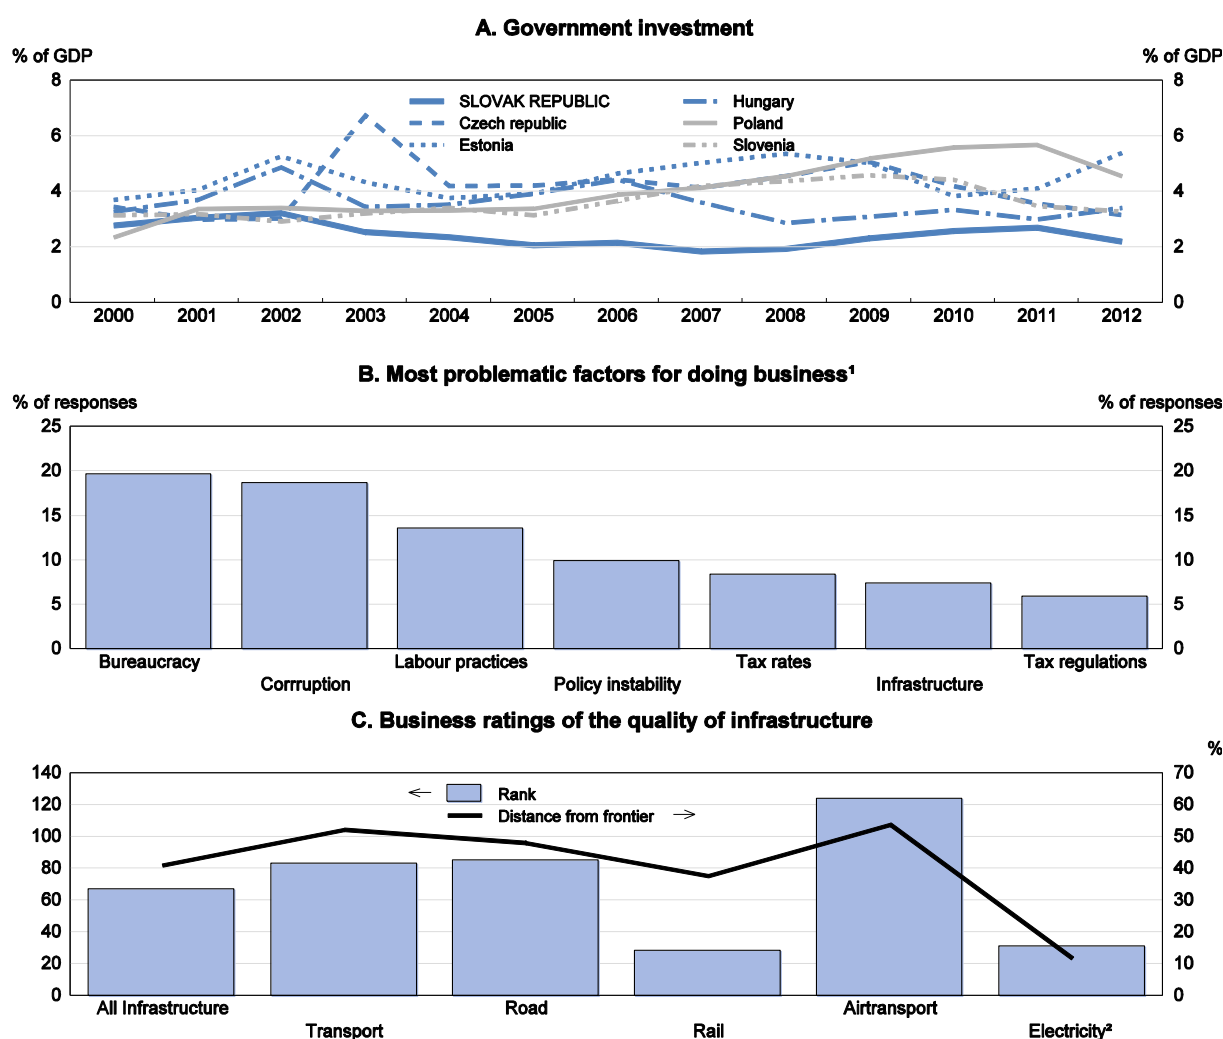 A. Government investment
% of GDP % of GDP
8 8
SLOVAK REPUBLIC Hungary
Czech republic Poland
6 6
Estonia Slovenia
4 4
2 2
0 0
2000 2001 2002 2003 2004 2005 2006 2007 2008 2009 2010 2011 2012
B. Most problematic factors for doing business¹
% of responses % of responses
25 25
20 20
15 15
10 10
5 5
0 0
Bureaucracy Labour practices Tax rates Tax regulations
Corrruption Policy instability Infrastructure
C. Business ratings of the quality of infrastructure
%
140 70
← Rank
120 60
Distance from frontier →
100 50
80 40
60 30
40 20
20 10
0 0
All Infrastructure Road Airtransport
Transport Rail Electricity²